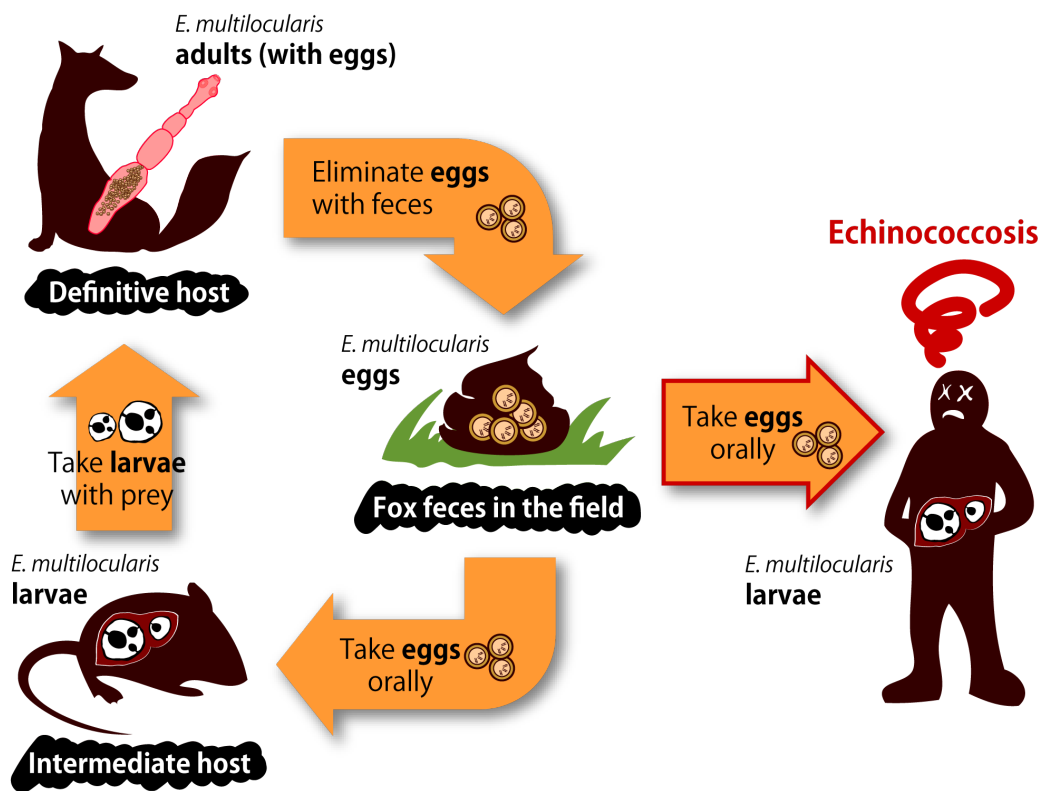 E. multilocularis
adults (with eggs)
Definitive host
Eliminate eggs
with feces
E. multilocularis
eggs
Fox feces in the field
Take eggs
orally
Echinococcosis
E. multilocularis
larvae
Take larvae
with prey
E. multilocularis
larvae
Intermediate host
Take eggs
orally